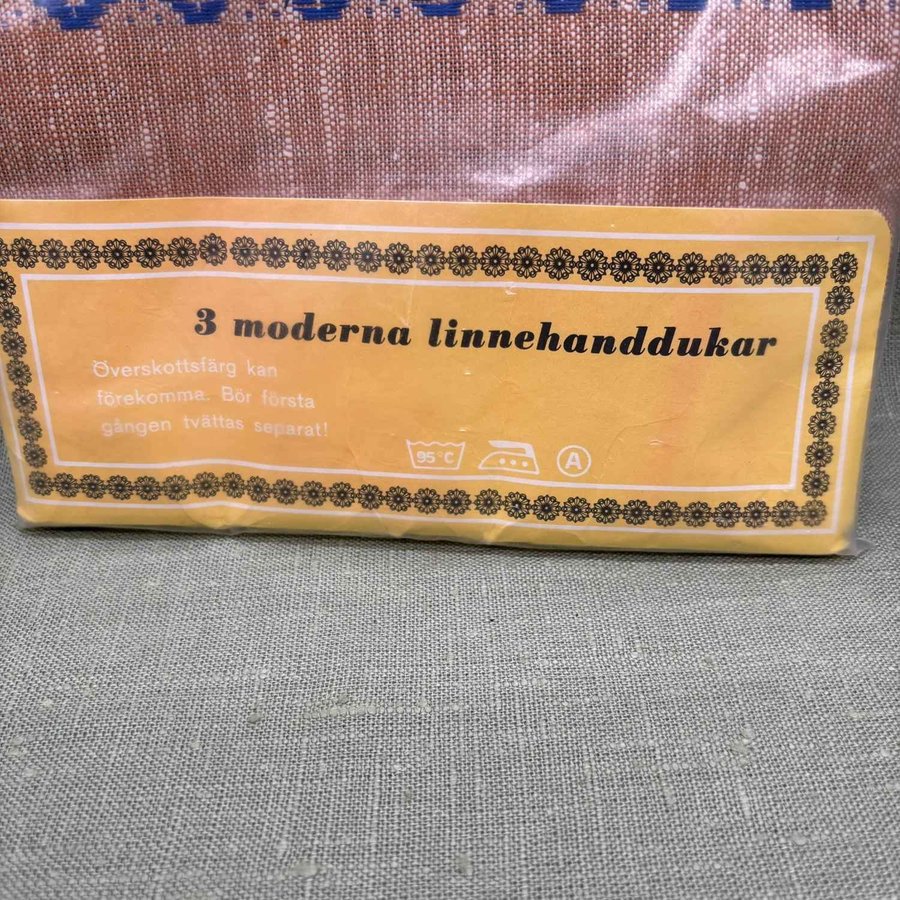 3 moderna linnehanddukar
Överskottsfärg kan
förekomma. Bör första
gången tvättas separat!
95°C
A